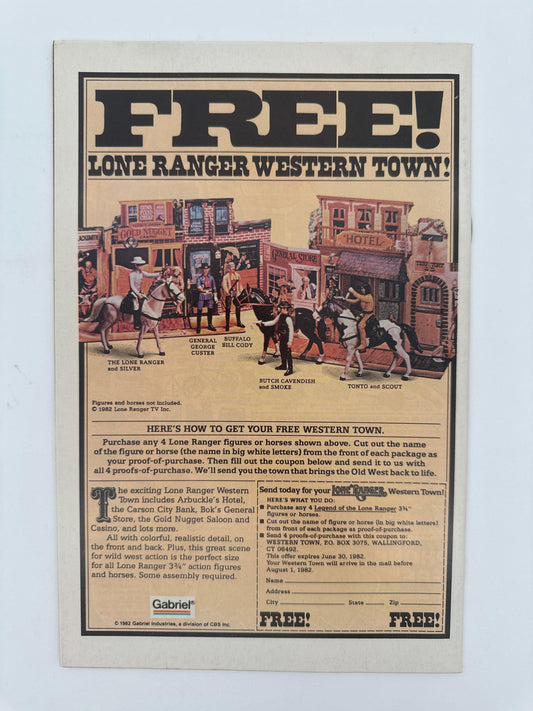 FREE!
LONE RANGER WESTERN TOWN!
GOLD NUGGET
General Store
HOTEL
THE LONE RANGER
and SILVER
GENERAL
GEORGE
CUSTER
BUFFALO
BILL CODY
BUTCH CAVENDISH
and SMOKE
TONTO and SCOUT
Figures and horses not included.
© 1982 Lone Ranger TV Inc.
HERE'S HOW TO GET YOUR FREE WESTERN TOWN.
Purchase any 4 Lone Ranger figures or horses shown above. Cut out the name
of the figure or horse (the name in big white letters) from the front of each package as
your proof-of-purchase. Then fill out the coupon below and send it to us with
all 4 proofs-of-purchase. We'll send you the town that brings the Old West back to life.
The exciting Lone Ranger Western
Town includes Arbuckle's Hotel,
the Carson City Bank, Bok's General
Store, the Gold Nugget Saloon and
Casino, and lots more.
All with colorful, realistic detail, on
the front and back. Plus, this great scene
for wild west action is the perfect size
for all Lone Ranger 3¾" action figures
and horses. Some assembly required.
Gabriel®
© 1982 Gabriel Industries, a division of CBS Inc.
Send today for your LONE RANGER Western Town!
HERE'S WHAT YOU DO:
■ Purchase any 4 Legend of the Lone Ranger 3¾"
figures or horses.
■ Cut out name of figure or horse (in big white letters)
from front of each package as proof-of-purchase.
■ Send 4 proofs-of-purchase with this coupon to:
WESTERN TOWN, P.O. BOX 3075, WALLINGFORD,
CT 06492.
This offer expires June 30, 1982.
Your Western Town will arrive in the mail before
August 1, 1982.
Name
Address
City State Zip
FREE! FREE!